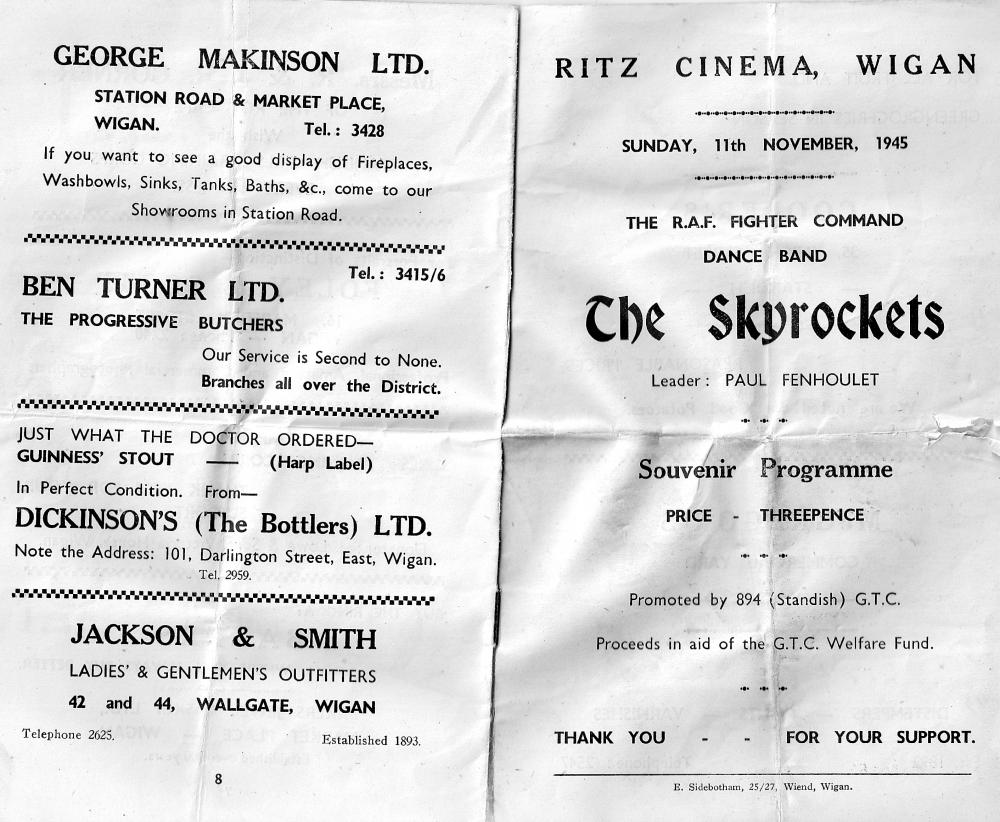 GEORGE MAKINSON LTD.
STATION ROAD & MARKET PLACE,
WIGAN. Tel.: 3428
If you want to see a good display of Fireplaces,
Washbowls, Sinks, Tanks, Baths, &c., come to our
Showrooms in Station Road.
Tel.: 3415/6
BEN TURNER LTD.
THE PROGRESSIVE BUTCHERS
Our Service is Second to None.
Branches all over the District.
JUST WHAT THE DOCTOR ORDERED—
GUINNESS' STOUT —— (Harp Label)
In Perfect Condition. From—
DICKINSON'S (The Bottlers) LTD.
Note the Address: 101, Darlington Street, East, Wigan.
Tel. 2959.
JACKSON & SMITH
LADIES' & GENTLEMEN'S OUTFITTERS
42 and 44, WALLGATE, WIGAN
Telephone 2625. Established 1893.
8
RITZ CINEMA, WIGAN
SUNDAY, 11th NOVEMBER, 1945
THE R.A.F. FIGHTER COMMAND
DANCE BAND
The Skyrockets
Leader: PAUL FENHOULET
Souvenir Programme
PRICE - THREEPENCE
Promoted by 894 (Standish) G.T.C.
Proceeds in aid of the G.T.C. Welfare Fund.
THANK YOU - - FOR YOUR SUPPORT.
E. Sidebotham, 25/27, Wiend, Wigan.